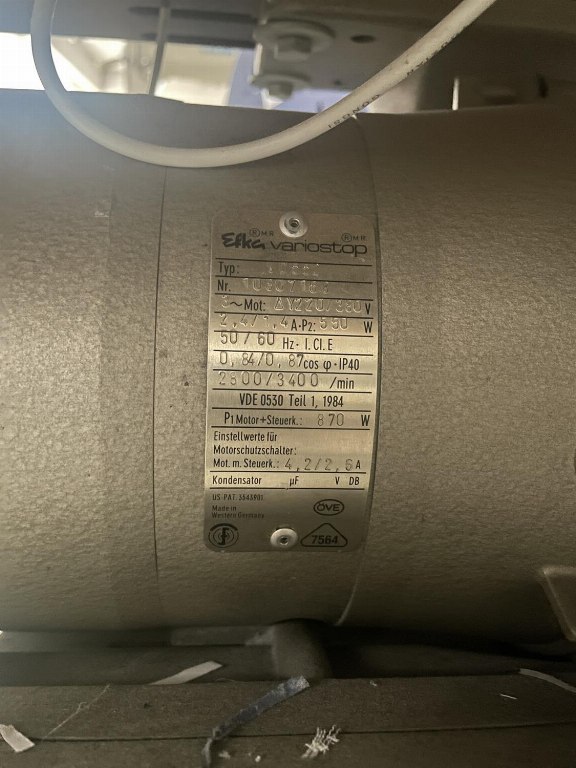 ® M.R. ® M.R.
Efka variostop
Typ:
Nr.
3~Mot: ΔY220/380V
2,4/1,4 A·P2: 550 W
50/60 Hz · I.Cl.E
0,84/0,87 cos φ · IP40
2800/3400 /min
VDE 0530 Teil 1, 1984
P1 Motor+Steuerk.: 870 W
Einstellwerte für
Motorschutzschalter:
Mot. m. Steuerk.: 4,2/2,6 A
Kondensator µF V DB
US-PAT. 3543901
Made in
Western Germany
ÖVE
7564